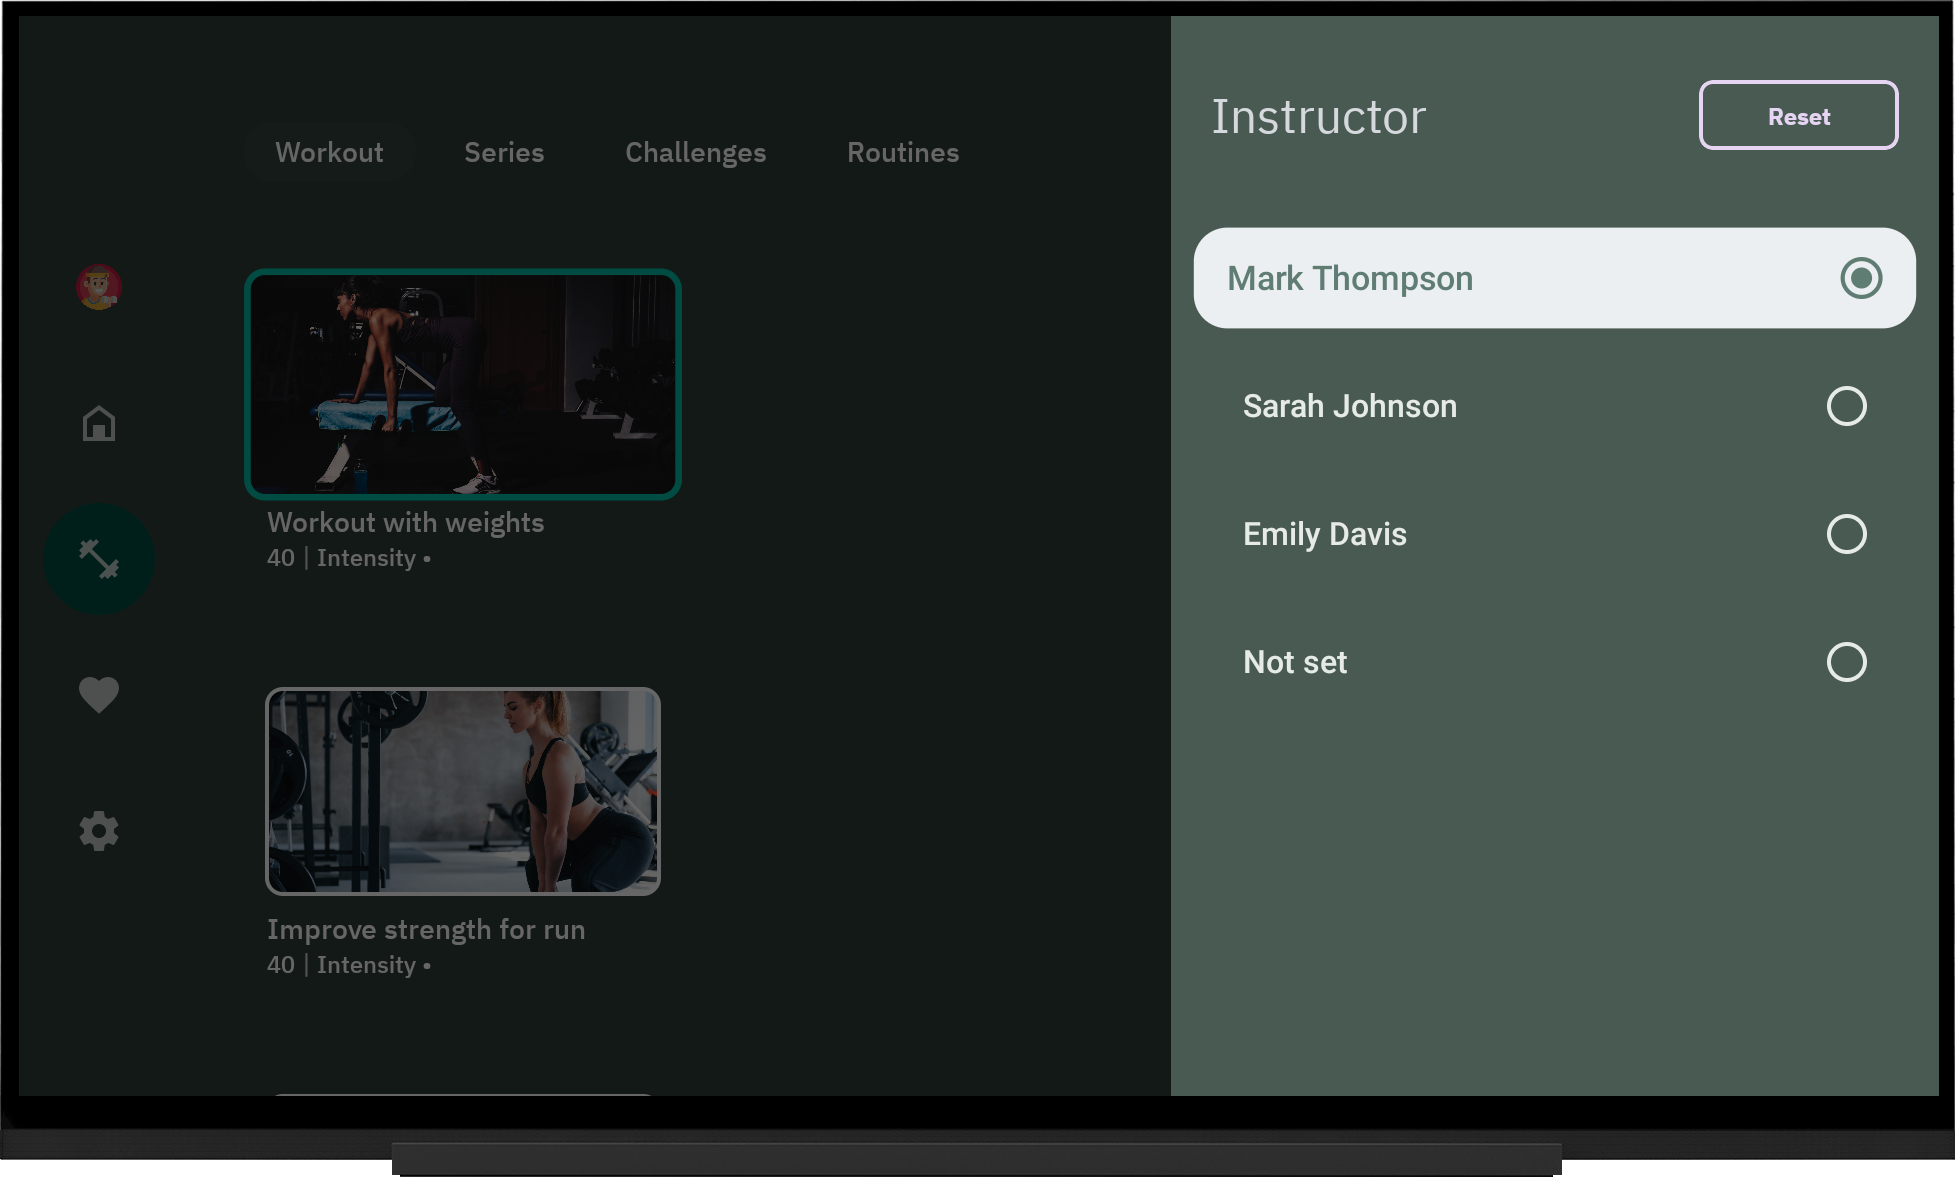 Workout
Series
Challenges
Routines
Workout with weights
40 | Intensity •
Improve strength for run
40 | Intensity •
Instructor
Reset
Mark Thompson
Sarah Johnson
Emily Davis
Not set